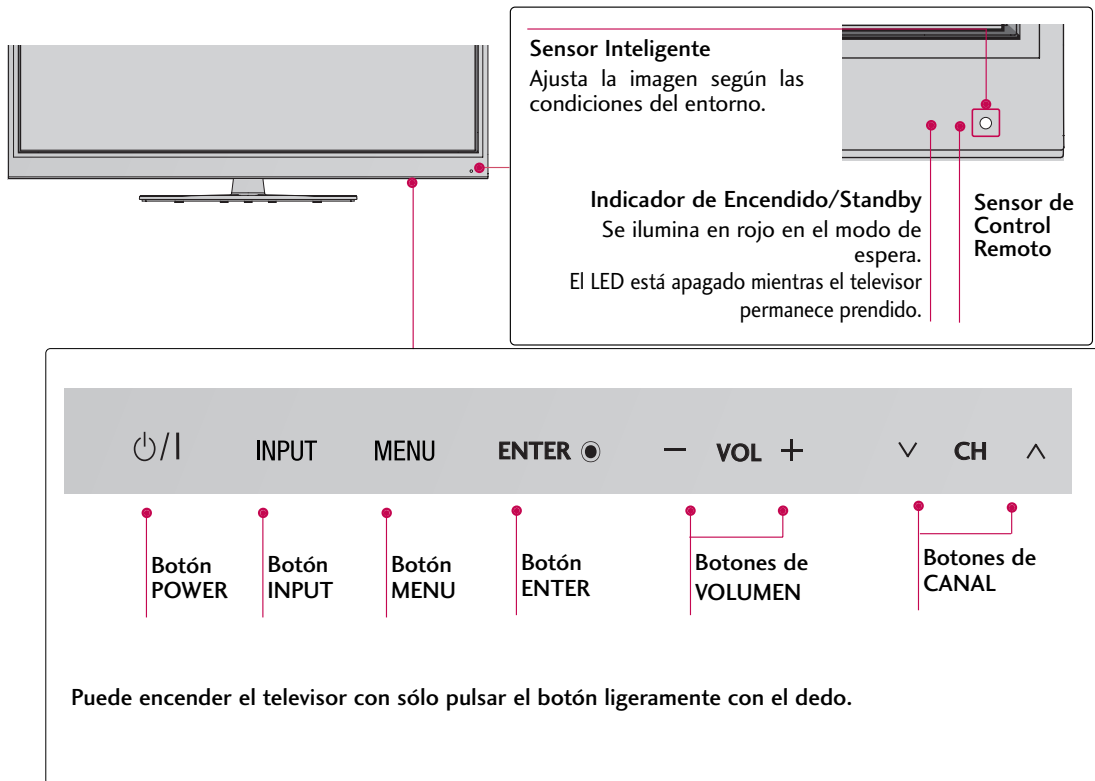 Sensor Inteligente
Ajusta la imagen según las
condiciones del entorno.
Indicador de Encendido/Standby
Se ilumina en rojo en el modo de
espera.
El LED está apagado mientras el televisor
permanece prendido.
Sensor de
Control
Remoto
⏻/I INPUT MENU ENTER ◉ − VOL + ∨ CH ∧
Botón
POWER
Botón
INPUT
Botón
MENU
Botón
ENTER
Botones de
VOLUMEN
Botones de
CANAL
Puede encender el televisor con sólo pulsar el botón ligeramente con el dedo.